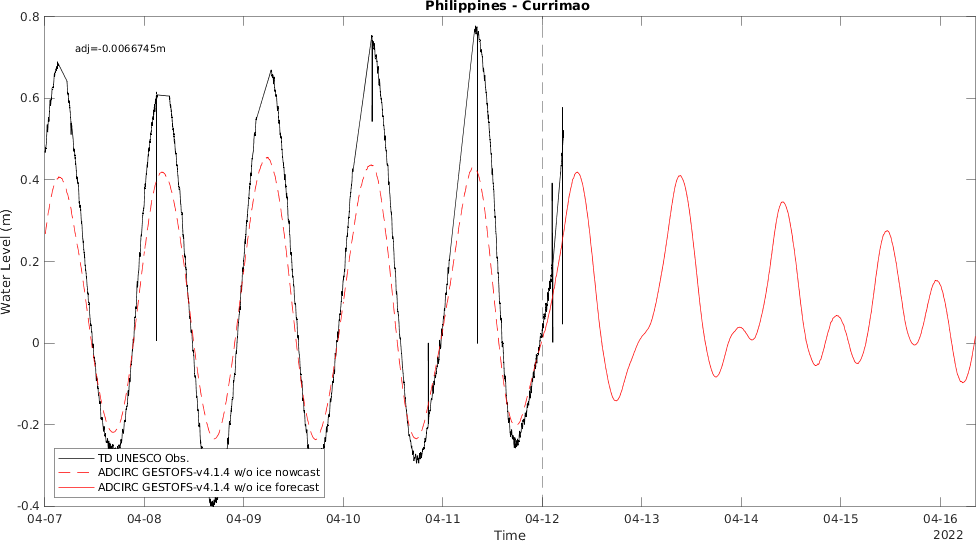 Philippines - Currimao
adj=-0.0066745m
Water Level (m)
0.8
0.6
0.4
0.2
0
-0.2
-0.4
TD UNESCO Obs.
ADCIRC GESTOFS-v4.1.4 w/o ice nowcast
ADCIRC GESTOFS-v4.1.4 w/o ice forecast
04-07 04-08 04-09 04-10 04-11 04-12 04-13 04-14 04-15 04-16
Time
2022